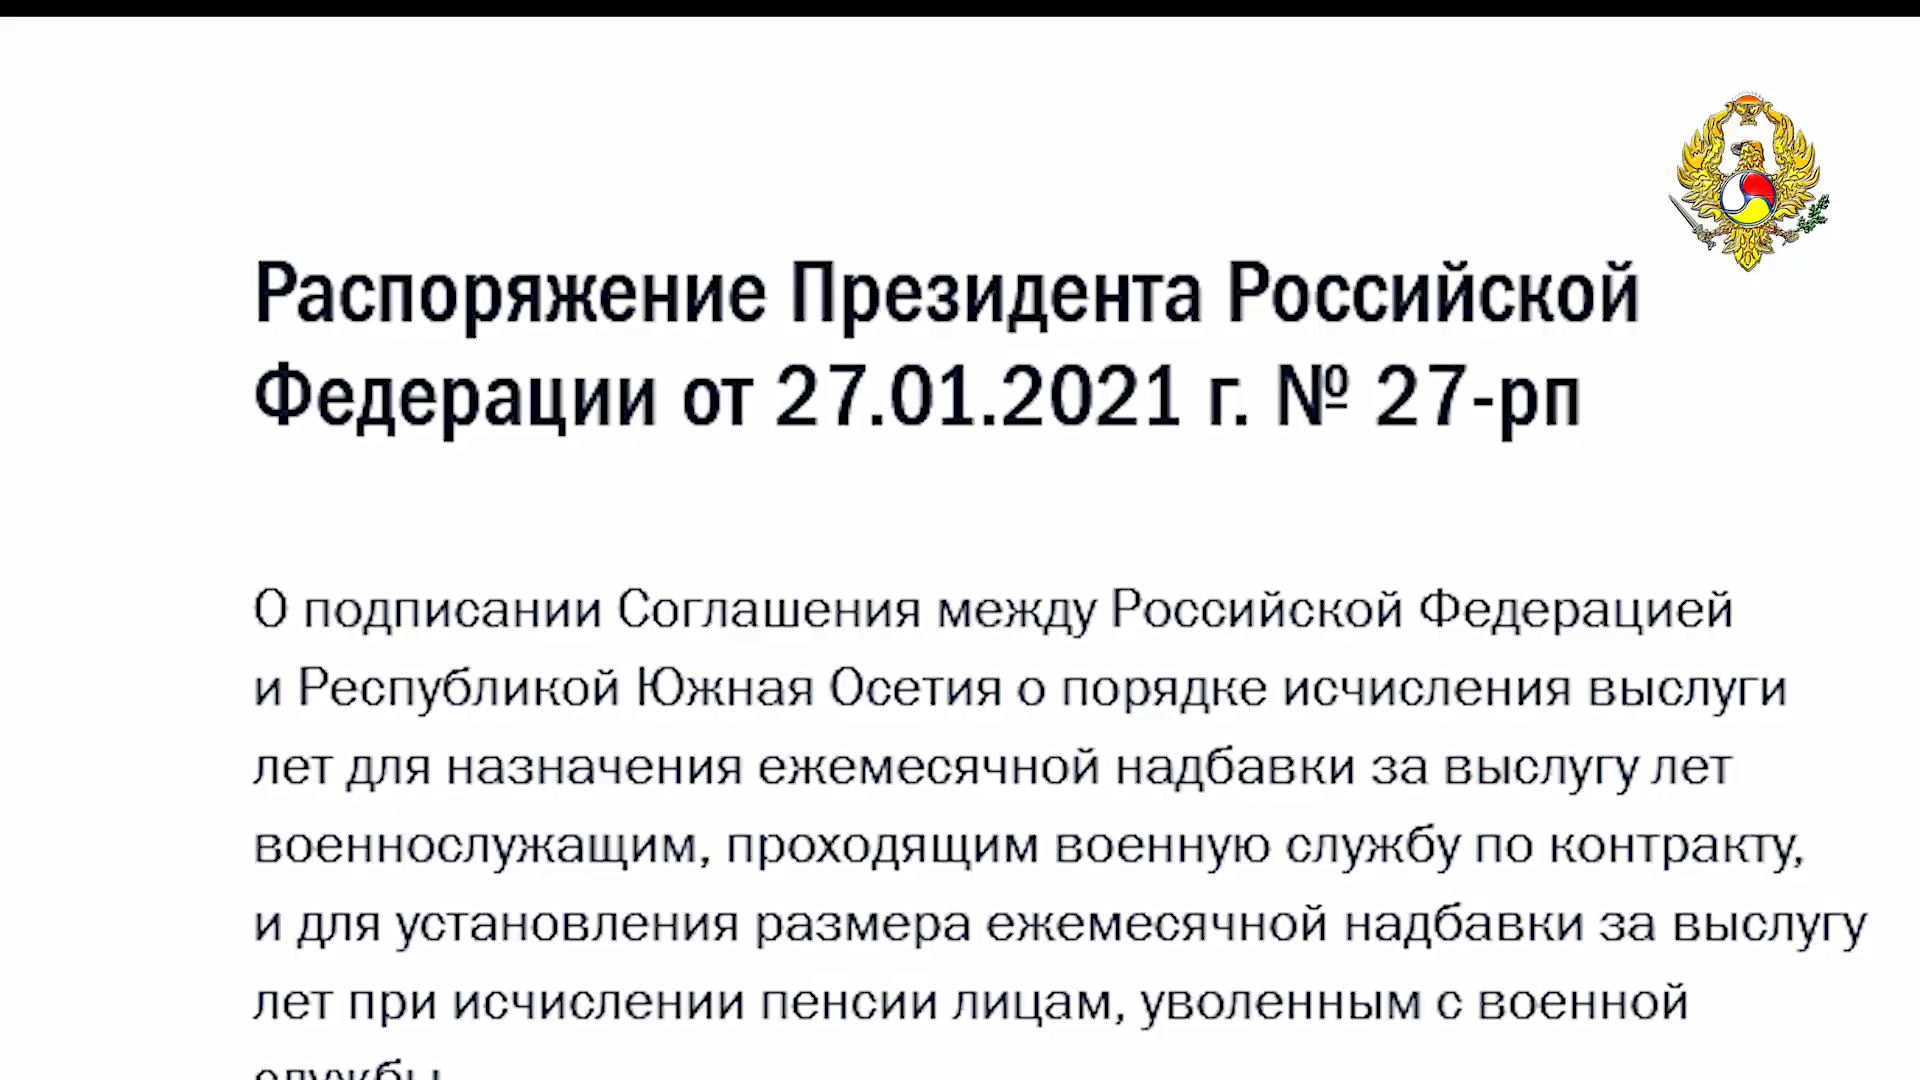 Распоряжение Президента Российской
Федерации от 27.01.2021 г. № 27-рп
О подписании Соглашения между Российской Федерацией
и Республикой Южная Осетия о порядке исчисления выслуги
лет для назначения ежемесячной надбавки за выслугу лет
военнослужащим, проходящим военную службу по контракту,
и для установления размера ежемесячной надбавки за выслугу
лет при исчислении пенсии лицам, уволенным с военной
службы